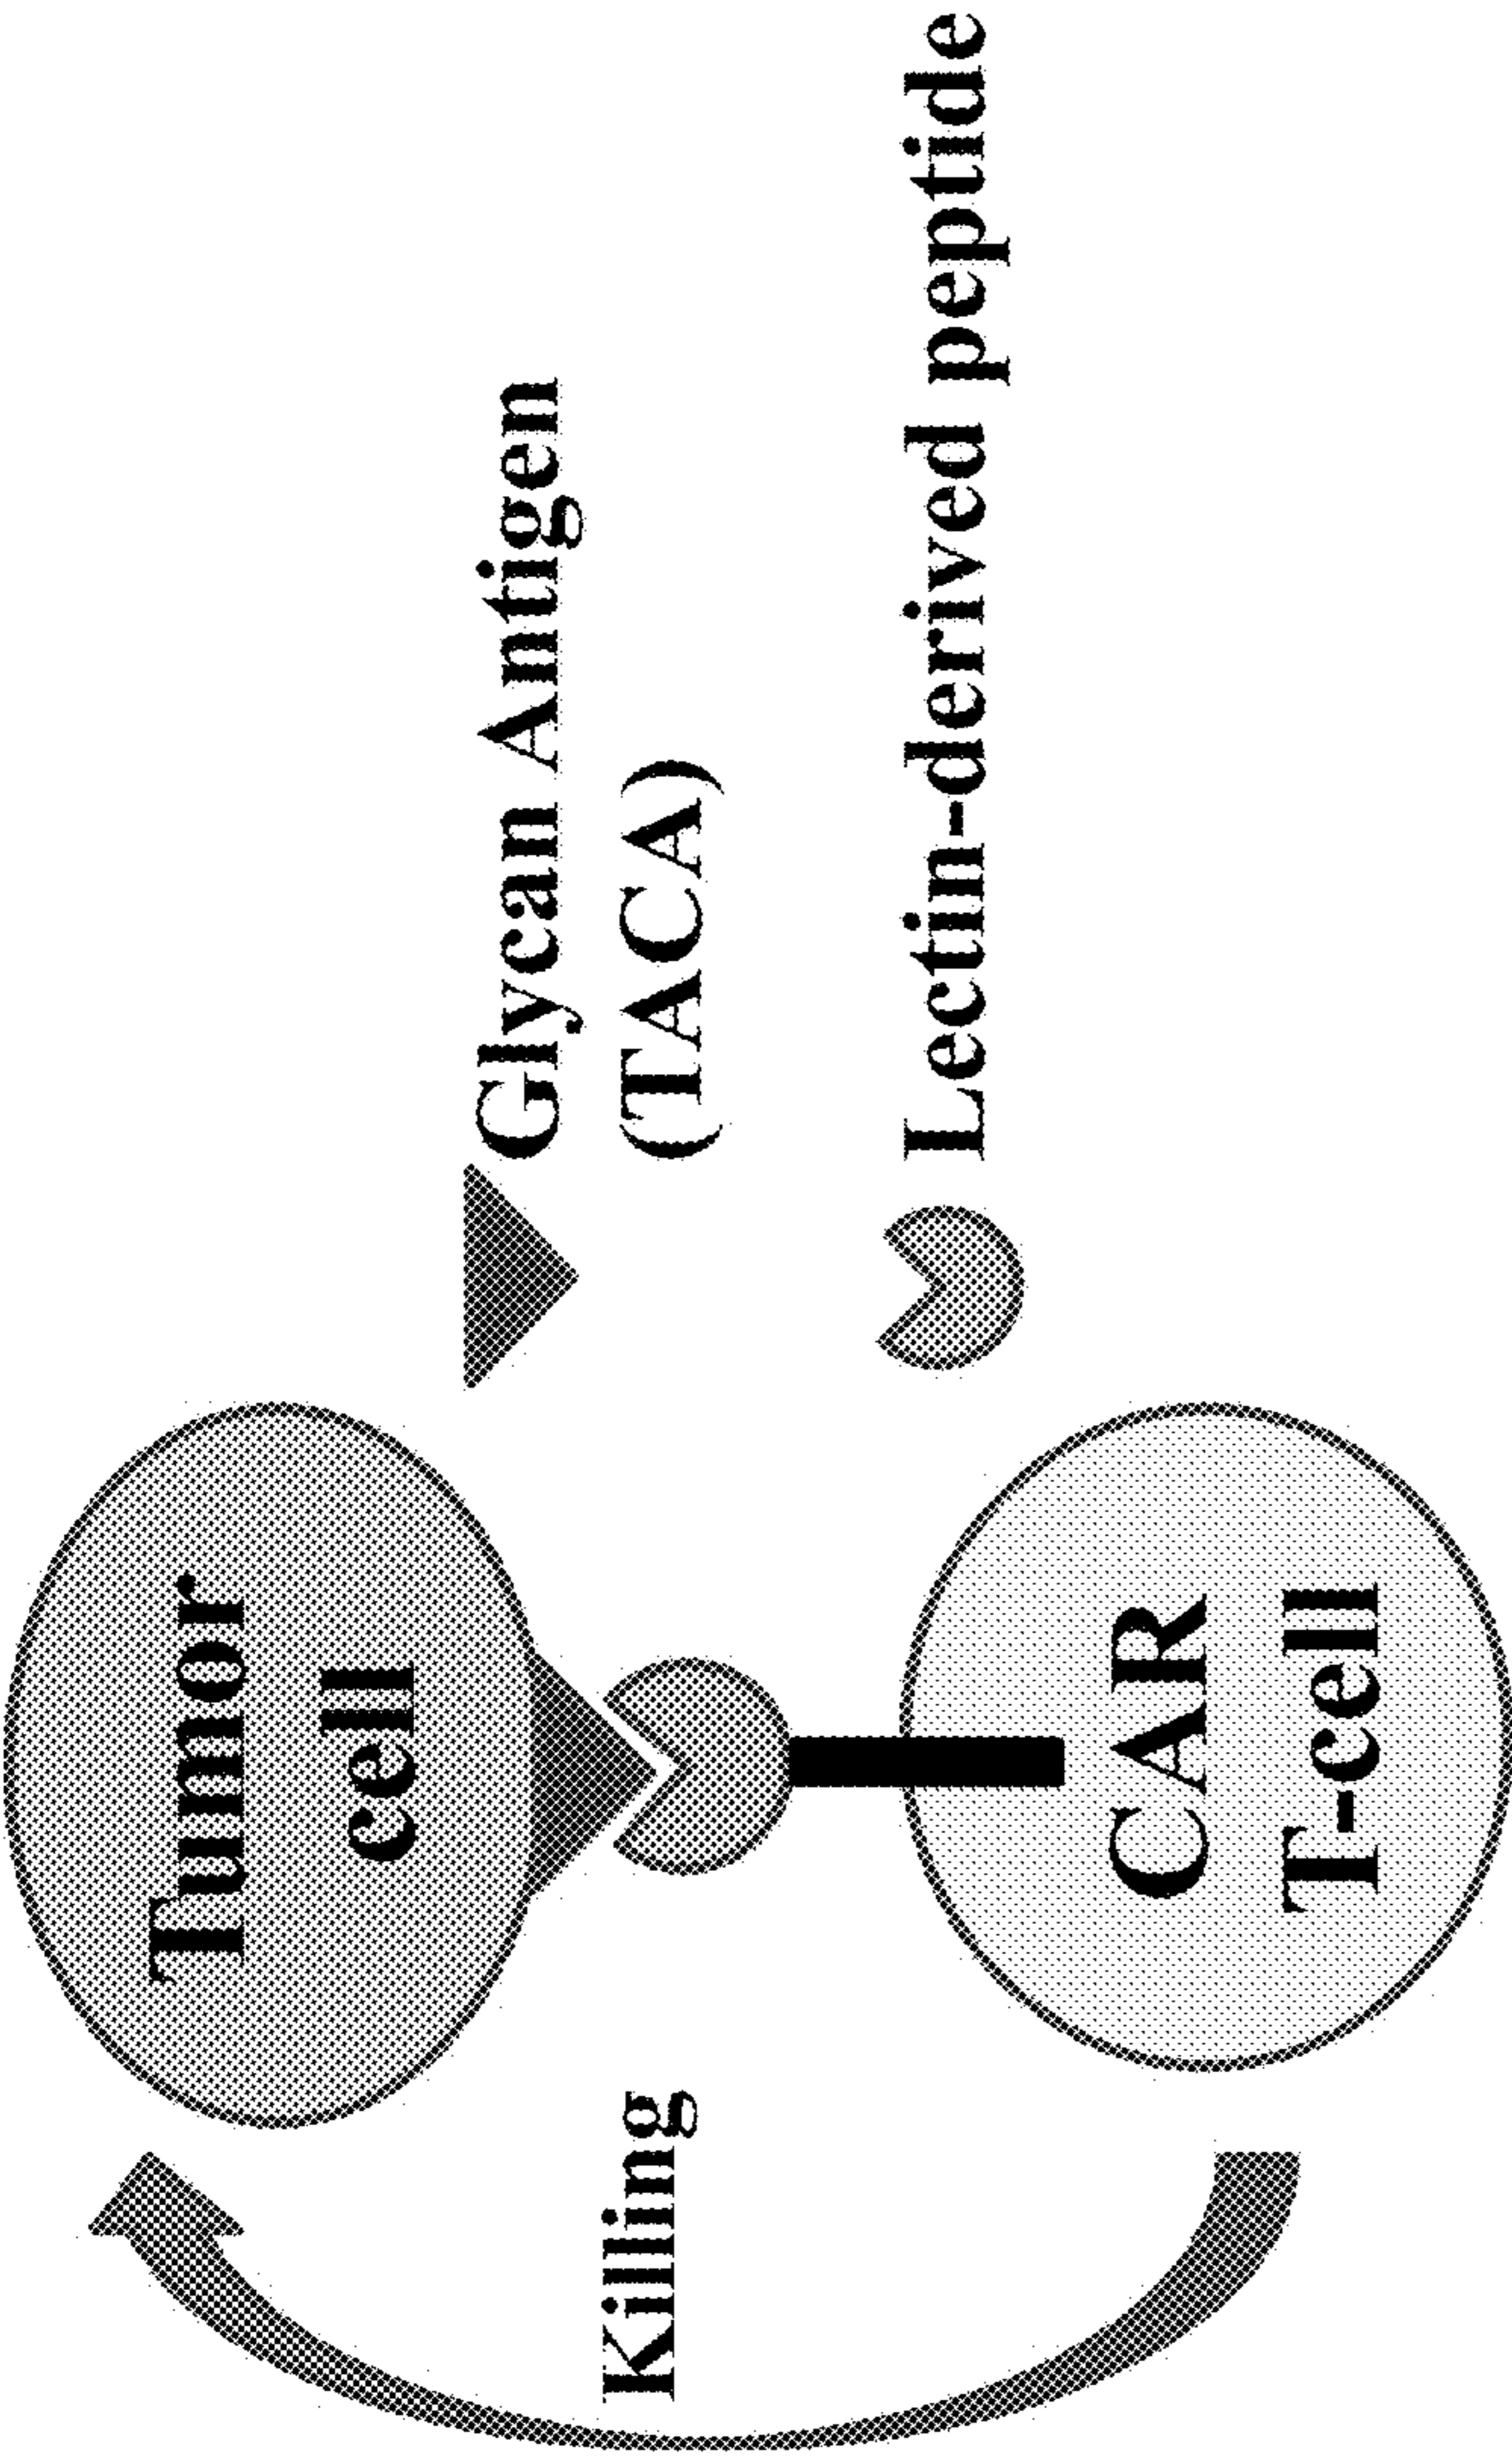 Tumor
cell
Killing
CAR
T-cell
Glycan Antigen
(TACA)
Lectin-derived peptide